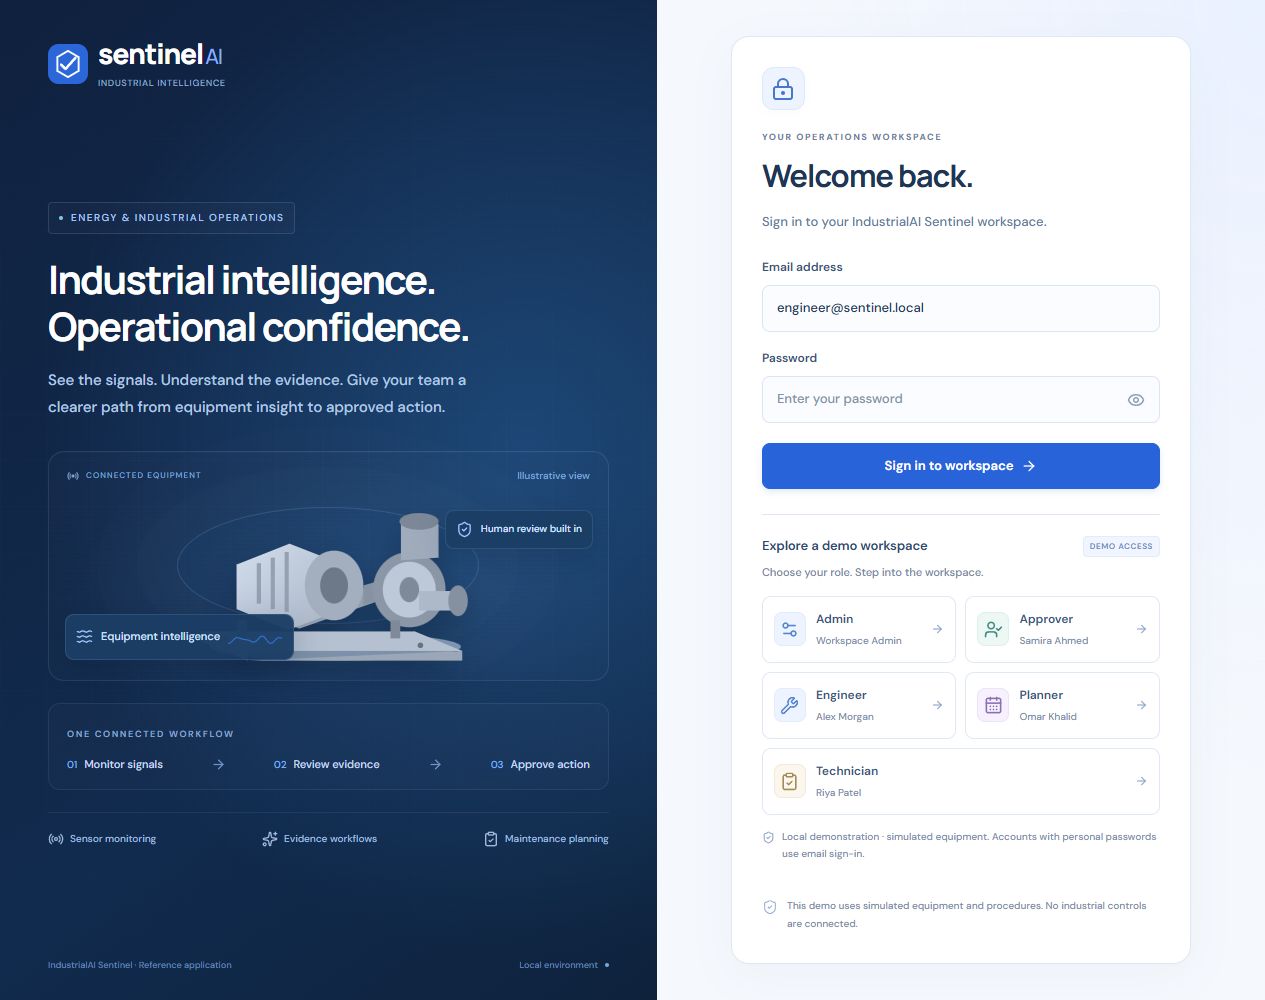 sentinel AI
INDUSTRIAL INTELLIGENCE
ENERGY & INDUSTRIAL OPERATIONS
Industrial intelligence.
Operational confidence.
See the signals. Understand the evidence. Give your team a
clearer path from equipment insight to approved action.
CONNECTED EQUIPMENT
Illustrative view
Human review built in
Equipment intelligence
ONE CONNECTED WORKFLOW
01 Monitor signals
02 Review evidence
03 Approve action
Sensor monitoring
Evidence workflows
Maintenance planning
IndustrialAI Sentinel · Reference application
Local environment
YOUR OPERATIONS WORKSPACE
Welcome back.
Sign in to your IndustrialAI Sentinel workspace.
Email address
engineer@sentinel.local
Password
Enter your password
Sign in to workspace
Explore a demo workspace
DEMO ACCESS
Choose your role. Step into the workspace.
Admin
Workspace Admin
Approver
Samira Ahmed
Engineer
Alex Morgan
Planner
Omar Khalid
Technician
Riya Patel
Local demonstration · simulated equipment. Accounts with personal passwords
use email sign-in.
This demo uses simulated equipment and procedures. No industrial controls
are connected.